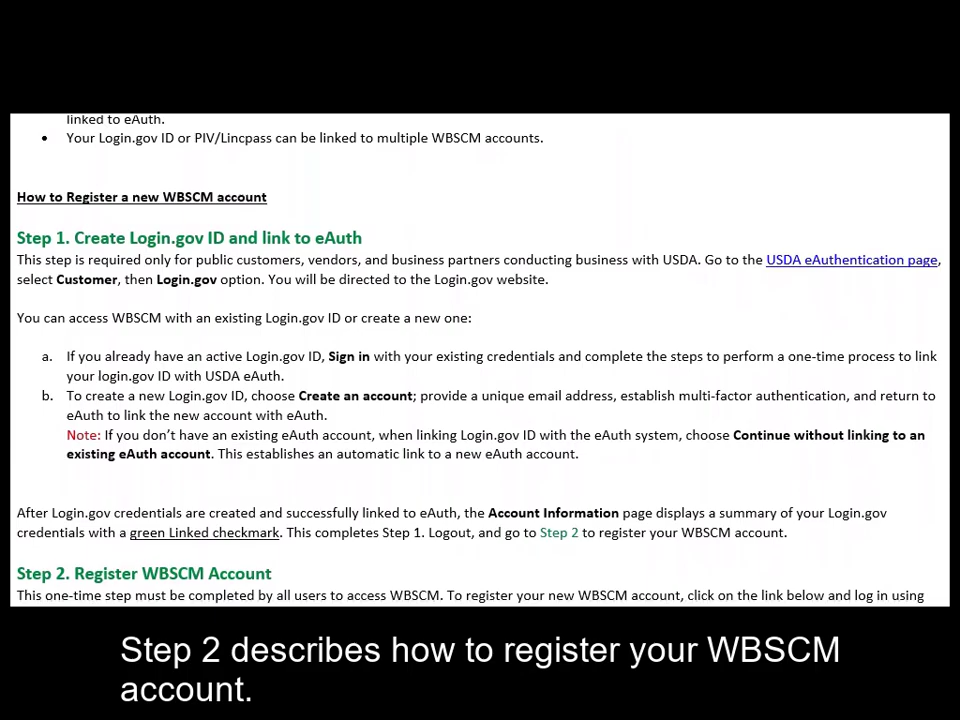 linked to eAuth.
• Your Login.gov ID or PIV/Lincpass can be linked to multiple WBSCM accounts.
How to Register a new WBSCM account
Step 1. Create Login.gov ID and link to eAuth
This step is required only for public customers, vendors, and business partners conducting business with USDA. Go to the USDA eAuthentication page,
select Customer, then Login.gov option. You will be directed to the Login.gov website.
You can access WBSCM with an existing Login.gov ID or create a new one:
a. If you already have an active Login.gov ID, Sign in with your existing credentials and complete the steps to perform a one-time process to link
your login.gov ID with USDA eAuth.
b. To create a new Login.gov ID, choose Create an account; provide a unique email address, establish multi-factor authentication, and return to
eAuth to link the new account with eAuth.
Note: If you don’t have an existing eAuth account, when linking Login.gov ID with the eAuth system, choose Continue without linking to an
existing eAuth account. This establishes an automatic link to a new eAuth account.
After Login.gov credentials are created and successfully linked to eAuth, the Account Information page displays a summary of your Login.gov
credentials with a green Linked checkmark. This completes Step 1. Logout, and go to Step 2 to register your WBSCM account.
Step 2. Register WBSCM Account
This one-time step must be completed by all users to access WBSCM. To register your new WBSCM account, click on the link below and log in using
Step 2 describes how to register your WBSCM
account.